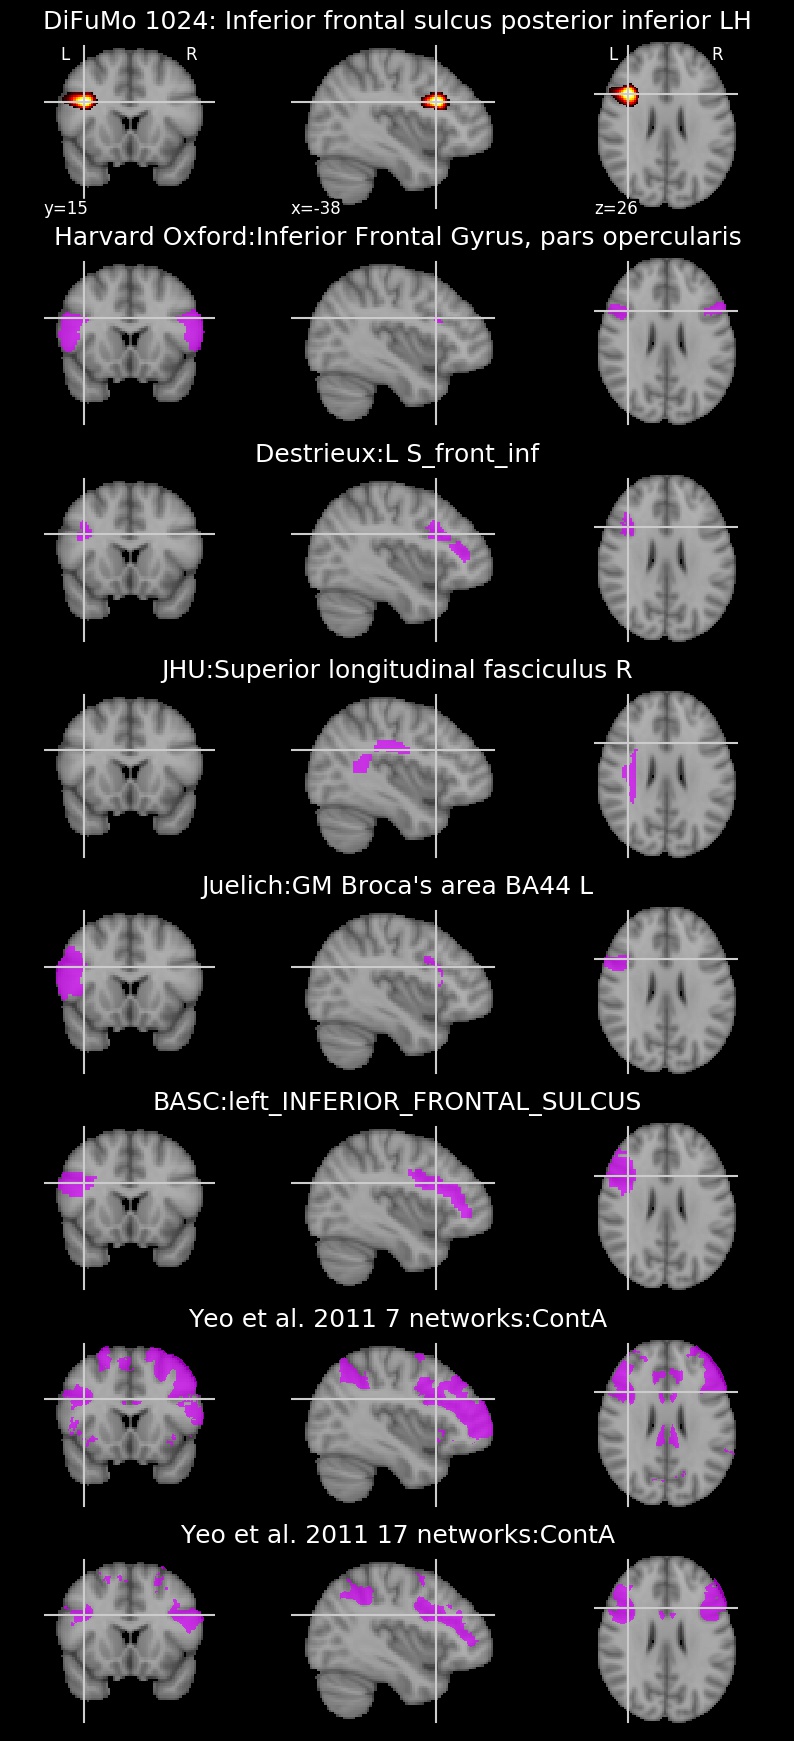 DiFuMo 1024: Inferior frontal sulcus posterior inferior LH
L R L R
y=15 x=-38 z=26
Harvard Oxford:Inferior Frontal Gyrus, pars opercularis
Destrieux:L S_front_inf
JHU:Superior longitudinal fasciculus R
Juelich:GM Broca's area BA44 L
BASC:left_INFERIOR_FRONTAL_SULCUS
Yeo et al. 2011 7 networks:ContA
Yeo et al. 2011 17 networks:ContA